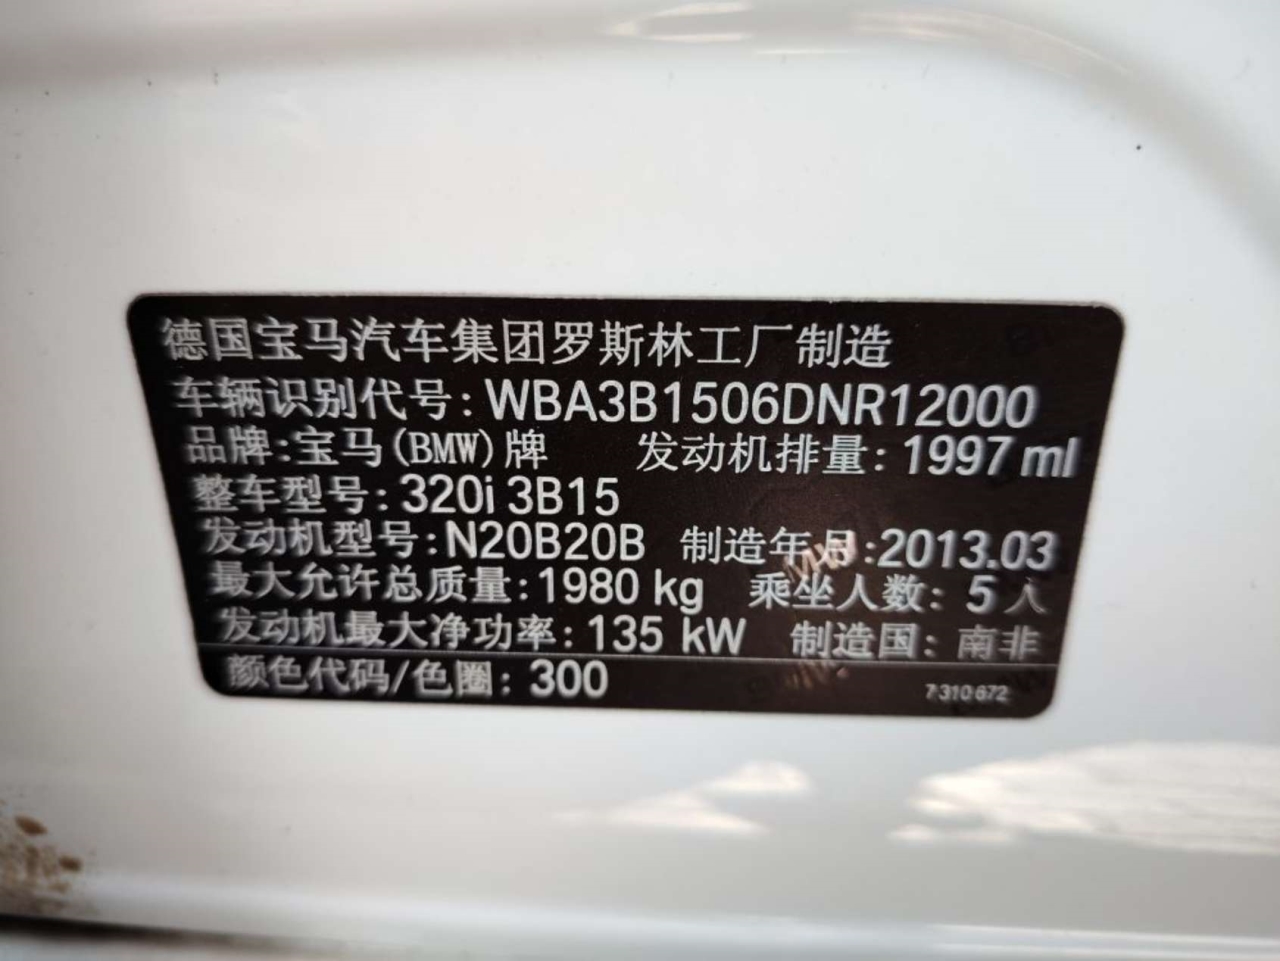 德国宝马汽车集团罗斯林工厂制造
车辆识别代号: WBA3B1506DNR12000
品牌: 宝马(BMW)牌 发动机排量: 1997 ml
整车型号: 320i 3B15
发动机型号: N20B20B 制造年月: 2013.03
最大允许总质量: 1980 kg 乘坐人数: 5 人
发动机最大净功率: 135 kW 制造国: 南非
颜色代码/色圈: 300 7 310 672